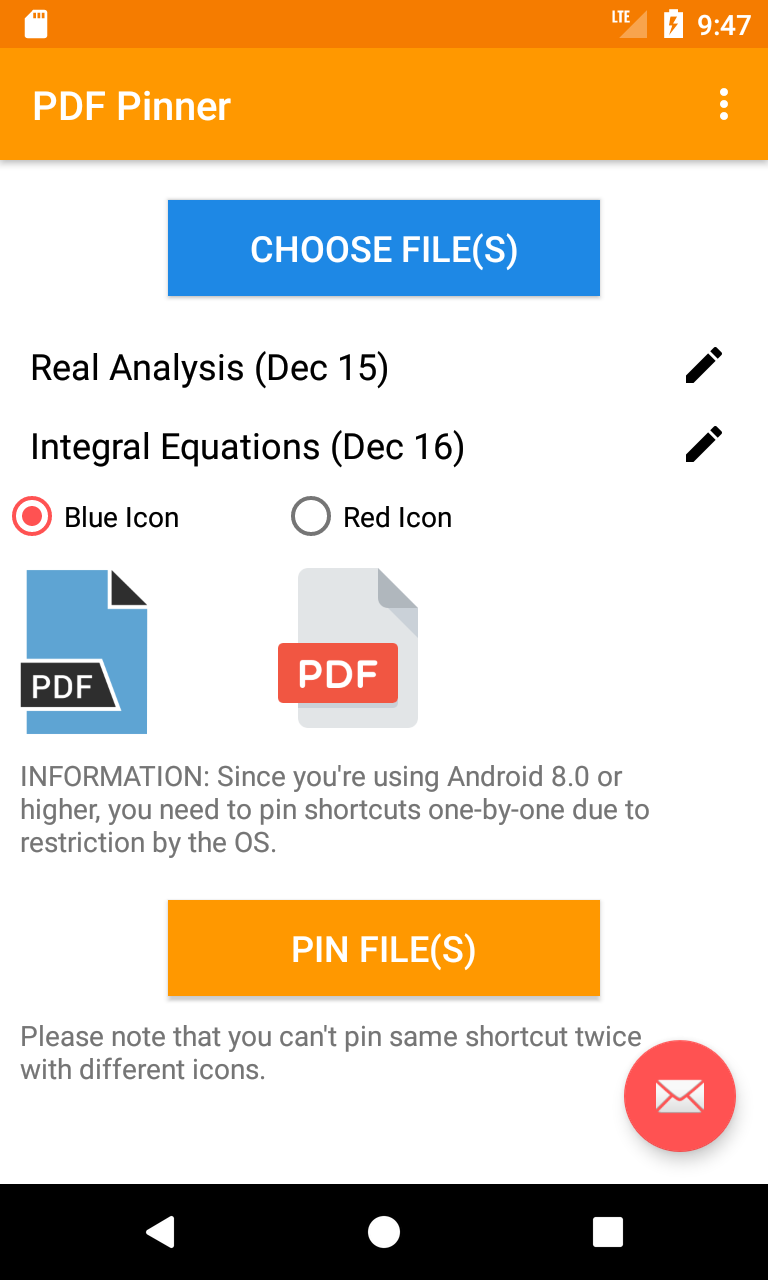 LTE 9:47
PDF Pinner
CHOOSE FILE(S)
Real Analysis (Dec 15)
Integral Equations (Dec 16)
Blue Icon Red Icon
PDF PDF
INFORMATION: Since you're using Android 8.0 or
higher, you need to pin shortcuts one-by-one due to
restriction by the OS.
PIN FILE(S)
Please note that you can't pin same shortcut twice
with different icons.